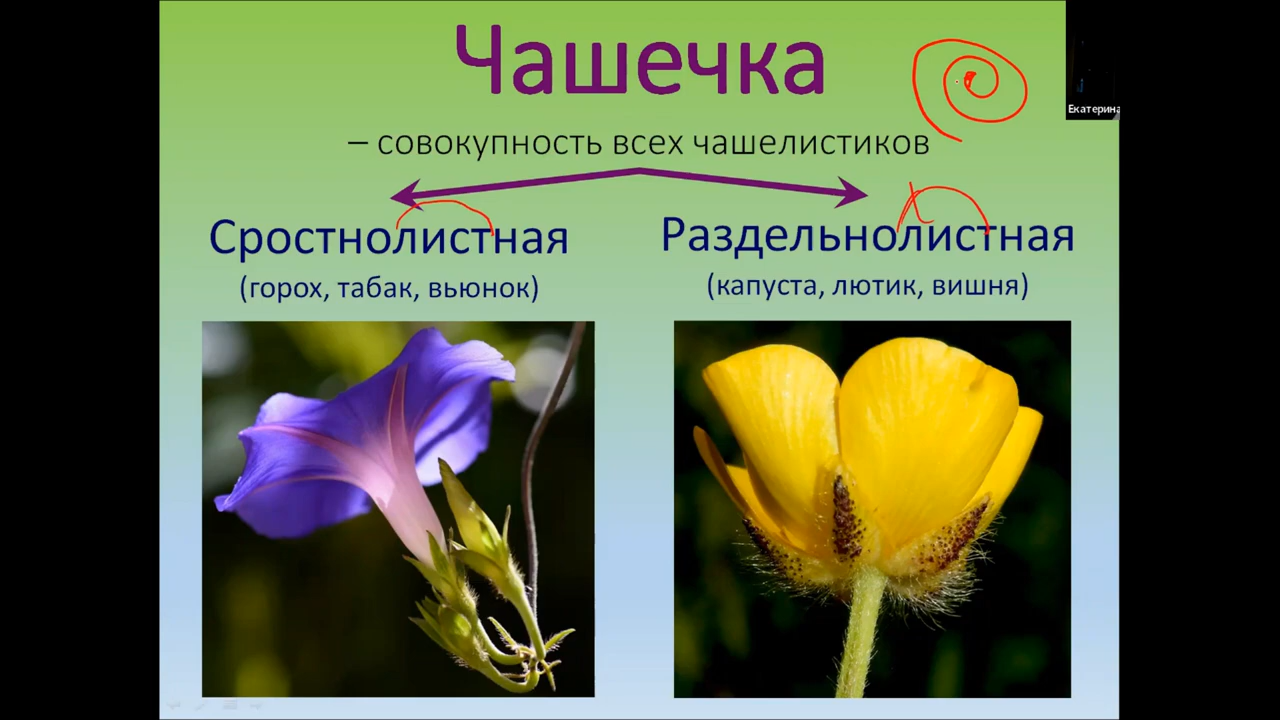 Чашечка
Екатерина
– совокупность всех чашелистиков
Сростнолистная
Раздельнолистная
(горох, табак, вьюнок)
(капуста, лютик, вишня)